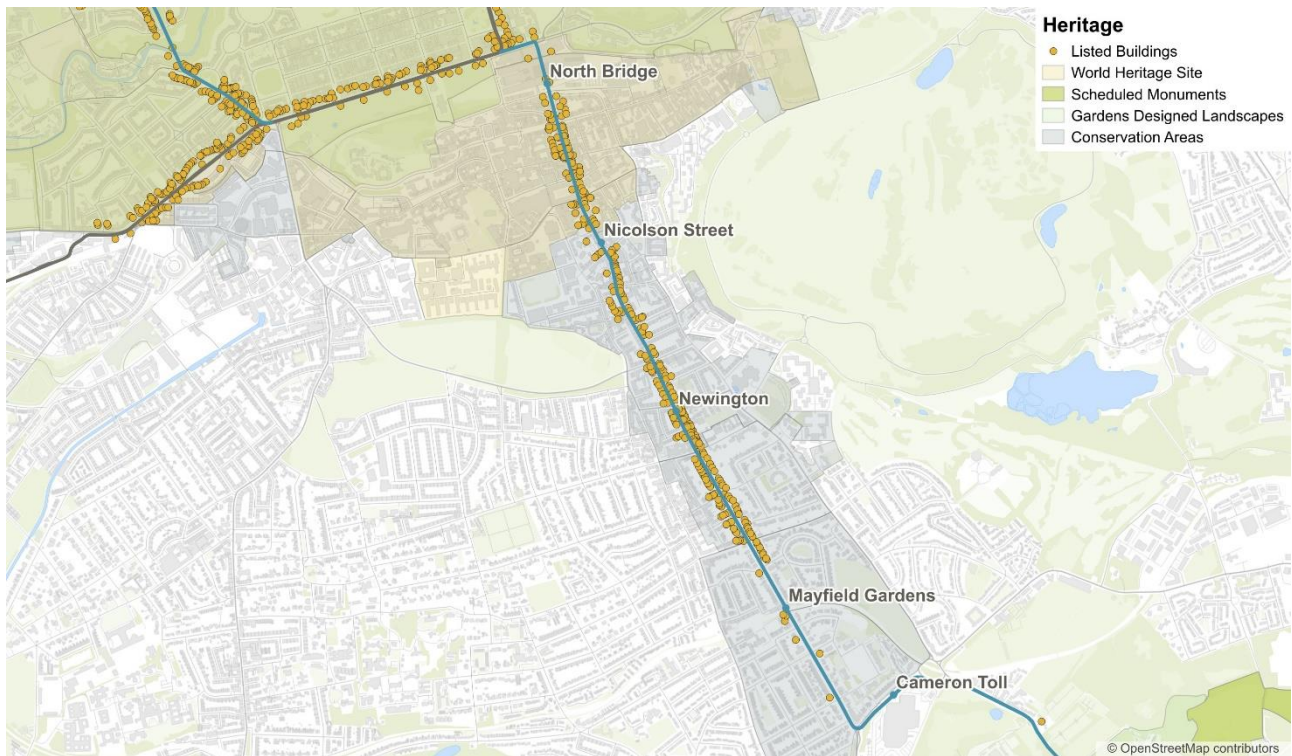 Heritage
Listed Buildings
World Heritage Site
Scheduled Monuments
Gardens Designed Landscapes
Conservation Areas
North Bridge
Nicolson Street
Newington
Mayfield Gardens
Cameron Toll
© OpenStreetMap contributors